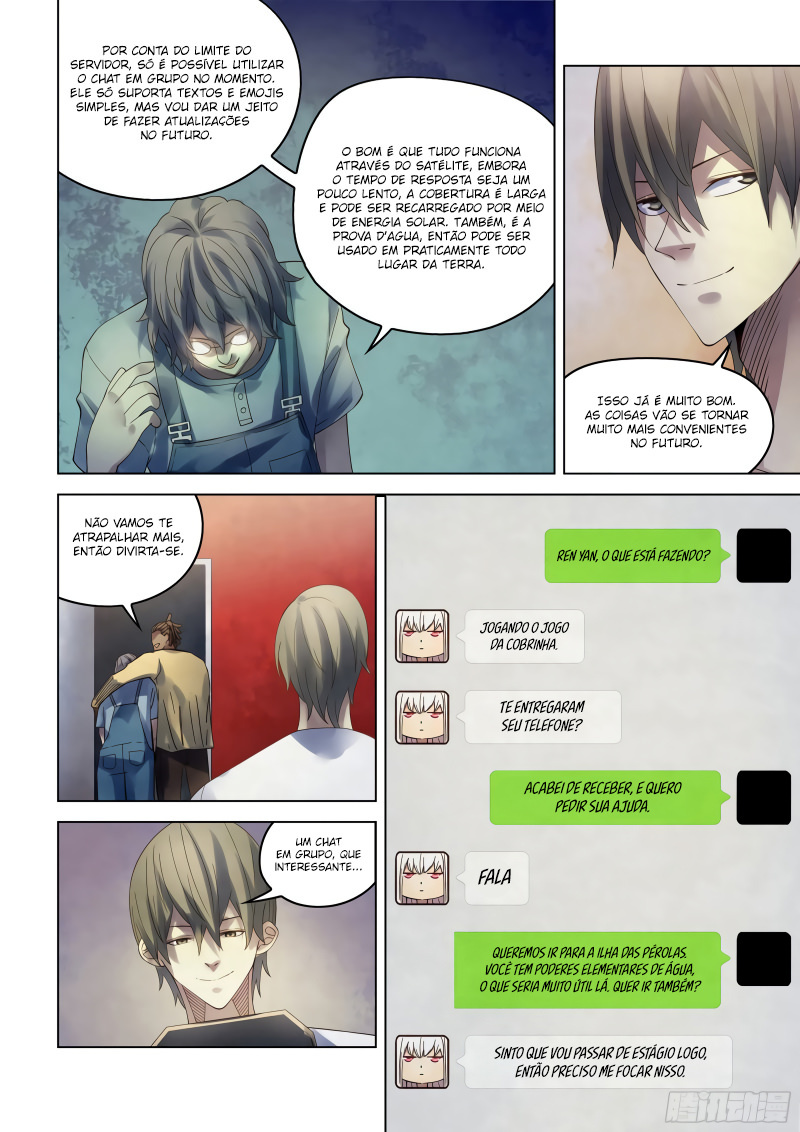 POR CONTA DO LIMITE DO
SERVIDOR, SÓ É POSSÍVEL UTILIZAR
O CHAT EM GRUPO NO MOMENTO.
ELE SÓ SUPORTA TEXTOS E EMOJIS
SIMPLES, MAS VOU DAR UM JEITO
DE FAZER ATUALIZAÇÕES
NO FUTURO.
O BOM É QUE TUDO FUNCIONA
ATRAVÉS DO SATÉLITE, EMBORA
O TEMPO DE RESPOSTA SEJA UM
POUCO LENTO, A COBERTURA É LARGA
E PODE SER RECARREGADO POR MEIO
DE ENERGIA SOLAR. TAMBÉM, É A
PROVA D'AGUA, ENTÃO PODE SER
USADO EM PRATICAMENTE TODO
LUGAR DA TERRA.
ISSO JÁ É MUITO BOM.
AS COISAS VÃO SE TORNAR
MUITO MAIS CONVENIENTES
NO FUTURO.
NÃO VAMOS TE
ATRAPALHAR MAIS,
ENTÃO DIVIRTA-SE.
UM CHAT
EM GRUPO, QUE
INTERESSANTE...
REN YAN, O QUE ESTÁ FAZENDO?
JOGANDO O JOGO
DA COBRINHA.
TE ENTREGARAM
SEU TELEFONE?
ACABEI DE RECEBER, E QUERO
PEDIR SUA AJUDA.
FALA
QUEREMOS IR PARA A ILHA DAS PÉROLAS.
VOCÊ TEM PODERES ELEMENTARES DE ÁGUA,
O QUE SERIA MUITO ÚTIL LÁ. QUER IR TAMBÉM?
SINTO QUE VOU PASSAR DE ESTÁGIO LOGO,
ENTÃO PRECISO ME FOCAR NISSO.
腾讯动漫